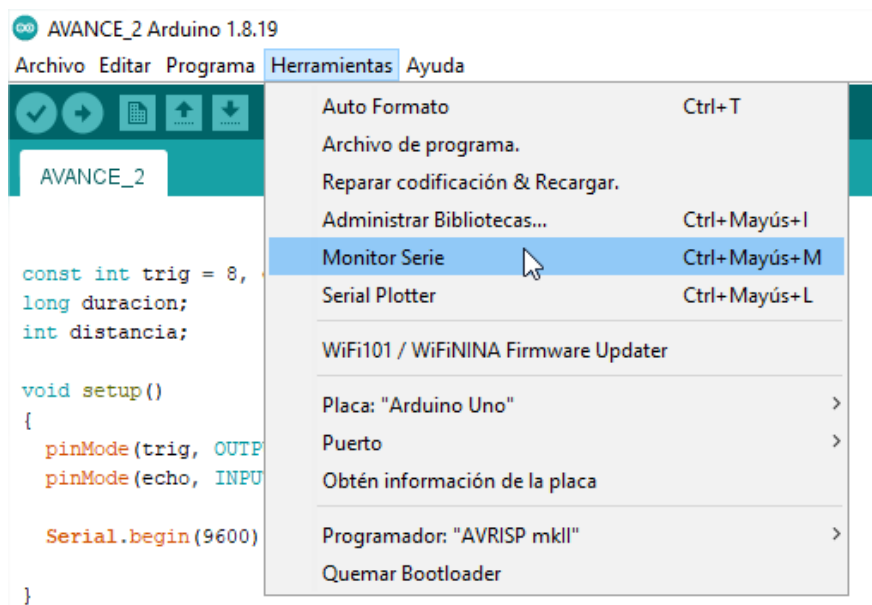 AVANCE_2 Arduino 1.8.19
Archivo Editar Programa Herramientas Ayuda
AVANCE_2
Auto Formato Ctrl+T
Archivo de programa.
Reparar codificación & Recargar.
Administrar Bibliotecas... Ctrl+Mayús+I
Monitor Serie Ctrl+Mayús+M
Serial Plotter Ctrl+Mayús+L
WiFi101 / WiFiNINA Firmware Updater
Placa: "Arduino Uno"
Puerto
Obtén información de la placa
Programador: "AVRISP mkII"
Quemar Bootloader
const int trig = 8,
long duracion;
int distancia;
void setup()
{
pinMode(trig, OUTP
pinMode(echo, INPU
Serial.begin(9600)
}